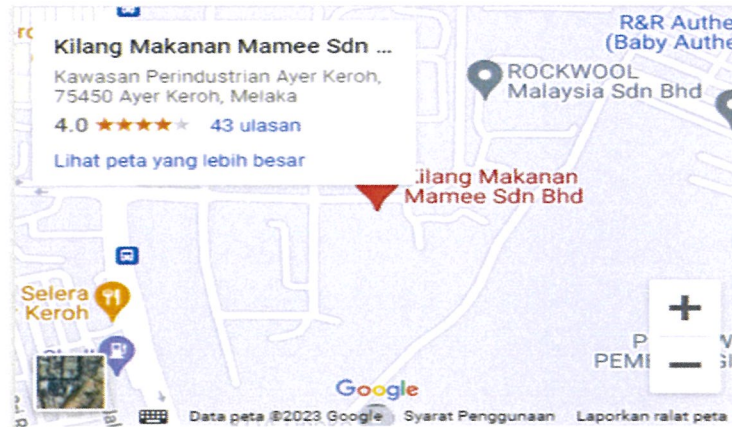 Kilang Makanan Mamee Sdn ...
Kawasan Perindustrian Ayer Keroh,
75450 Ayer Keroh, Melaka
4.0 ★★★★★ 43 ulasan
Lihat peta yang lebih besar
R&R Authe
(Baby Authe
ROCKWOOL
Malaysia Sdn Bhd
ilang Makanan
Mamee Sdn Bhd
Selera
Keroh
PEM
Google
Data peta ©2023 Google
Syarat Penggunaan
Laporkan ralat peta